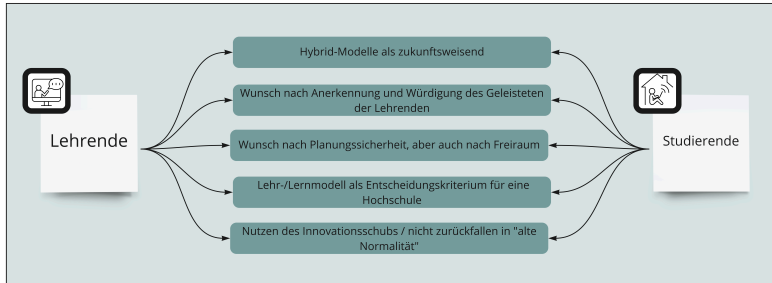 Hybrid-Modelle als zukunftsweisend
Wunsch nach Anerkennung und Würdigung des Geleisteten
der Lehrenden
Lehrende
Wunsch nach Planungssicherheit, aber auch nach Freiraum
Studierende
Lehr-/Lernmodell als Entscheidungskriterium für eine
Hochschule
Nutzen des Innovationsschubs / nicht zurückfallen in "alte
Normalität"